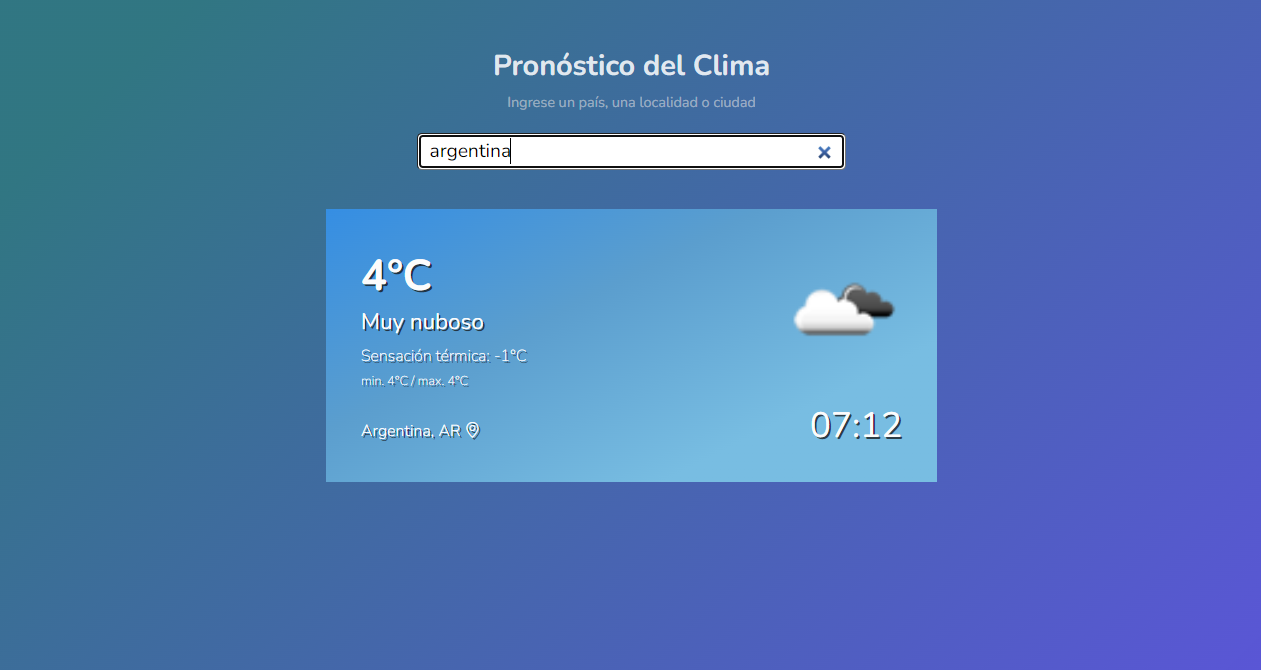 Pronóstico del Clima
Ingrese un país, una localidad o ciudad
argentina
4°C
Muy nuboso
Sensación térmica: -1°C
min. 4°C / max. 4°C
Argentina, AR
07:12